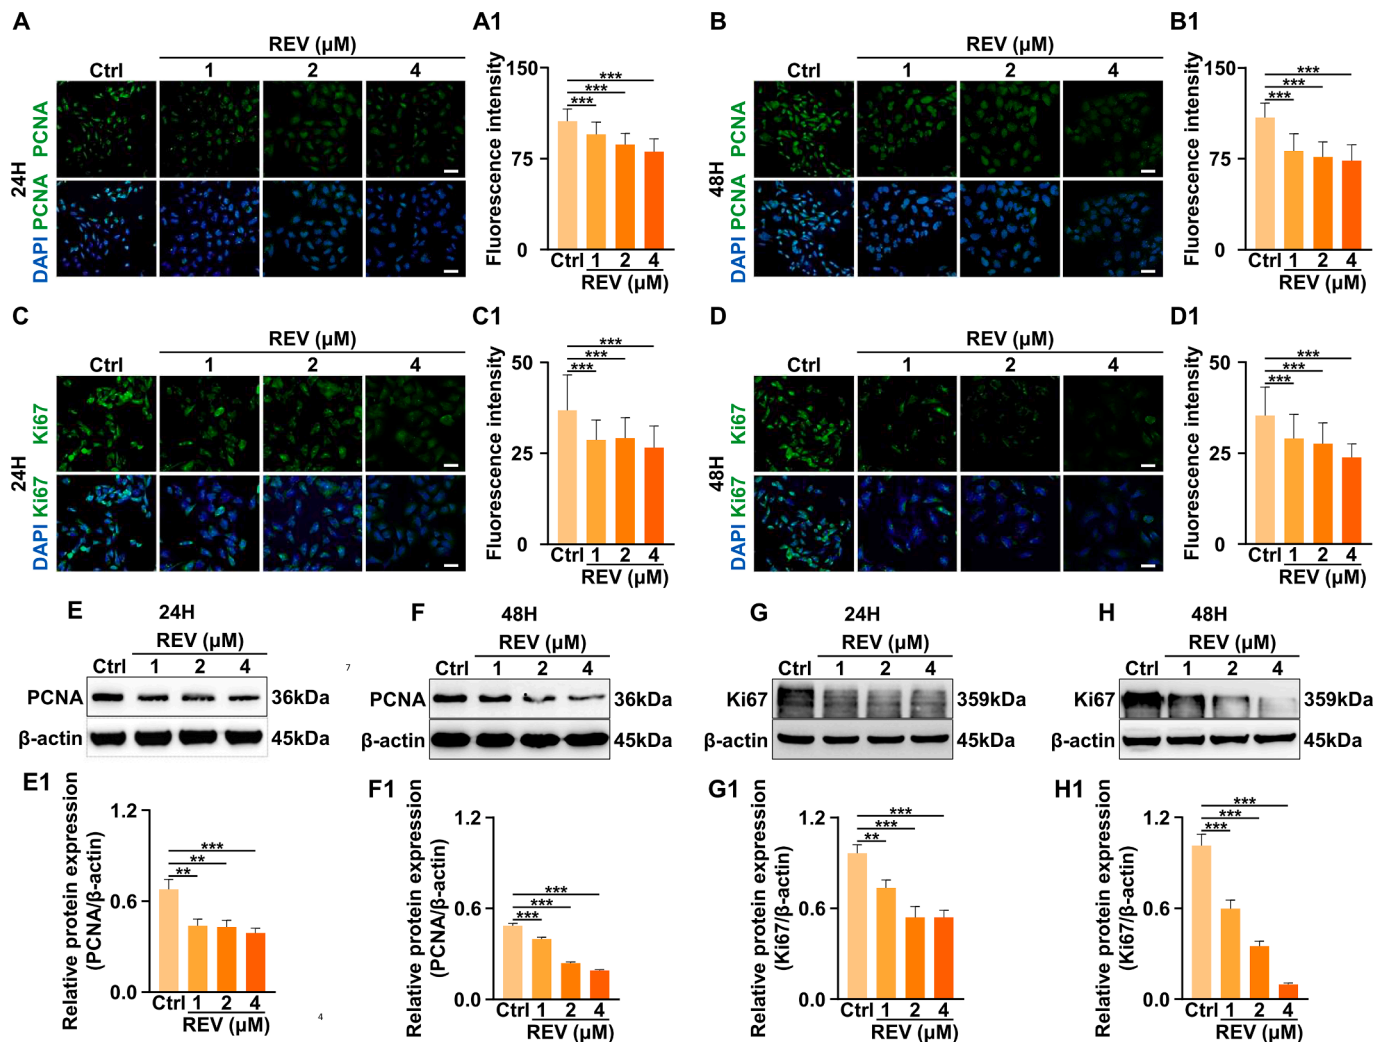 A
REV (μM)
Ctrl 1 2 4
24H
PCNA
DAPI PCNA
A1
Fluorescence intensity
150
75
0
***
***
***
Ctrl 1 2 4
REV (μM)
B
REV (μM)
Ctrl 1 2 4
48H
PCNA
DAPI PCNA
B1
Fluorescence intensity
150
75
0
***
***
***
Ctrl 1 2 4
REV (μM)
C
REV (μM)
Ctrl 1 2 4
24H
Ki67
DAPI Ki67
C1
Fluorescence intensity
50
25
0
***
***
***
Ctrl 1 2 4
REV (μM)
D
REV (μM)
Ctrl 1 2 4
48H
Ki67
DAPI Ki67
D1
Fluorescence intensity
50
25
0
***
***
***
Ctrl 1 2 4
REV (μM)
E
24H
REV (μM)
Ctrl 1 2 4
PCNA 36kDa
β-actin 45kDa
7
F
48H
REV (μM)
Ctrl 1 2 4
PCNA 36kDa
β-actin 45kDa
G
24H
REV (μM)
Ctrl 1 2 4
Ki67 359kDa
β-actin 45kDa
H
48H
REV (μM)
Ctrl 1 2 4
Ki67 359kDa
β-actin 45kDa
E1
Relative protein expression
(PCNA/β-actin)
1.2
0.6
0.0
***
**
**
Ctrl 1 2 4
REV (μM)
4
F1
Relative protein expression
(PCNA/β-actin)
1.2
0.6
0.0
***
***
***
Ctrl 1 2 4
REV (μM)
G1
Relative protein expression
(Ki67/β-actin)
1.2
0.6
0.0
***
***
**
Ctrl 1 2 4
REV (μM)
H1
Relative protein expression
(Ki67/β-actin)
1.2
0.6
0.0
***
***
***
Ctrl 1 2 4
REV (μM)